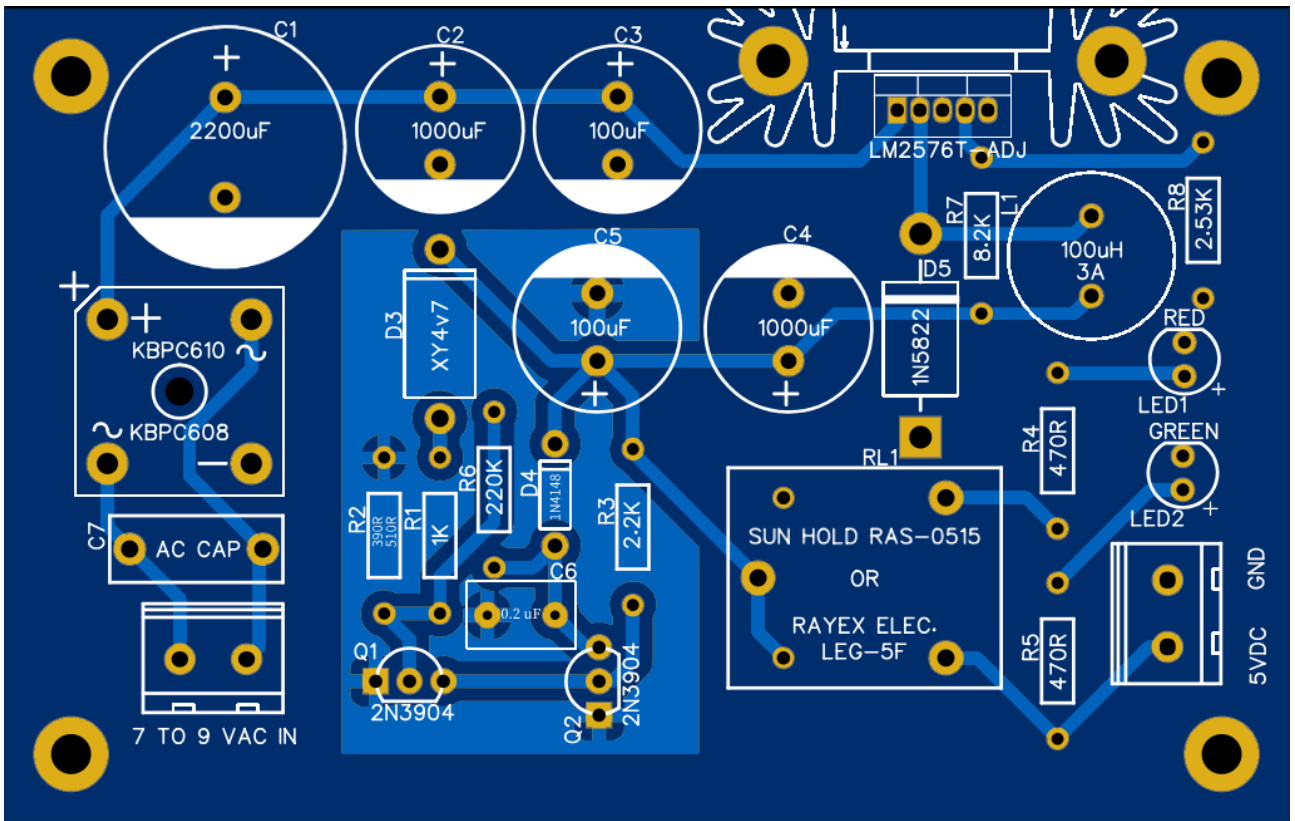 C1
C2
C3
+
+
+
2200uF
1000uF
100uF
LM2576T-ADJ
R7
8.2K
L1
100uH
3A
R8
2.53K
C5
100uF
+
C4
1000uF
+
D5
1N5822
+
+
KBPC610
~
~
KBPC608
−
D3
XY4v7
RED
+
LED1
GREEN
+
LED2
R4
470R
R6
220K
D4
1N4148
R3
2.2K
R2
390R
510R
R1
1K
C7
AC CAP
C6
0.2 uF
RL1
SUN HOLD RAS-0515
OR
RAYEX ELEC.
LEG-5F
R5
470R
GND
5VDC
Q1
2N3904
Q2
2N3904
7 TO 9 VAC IN